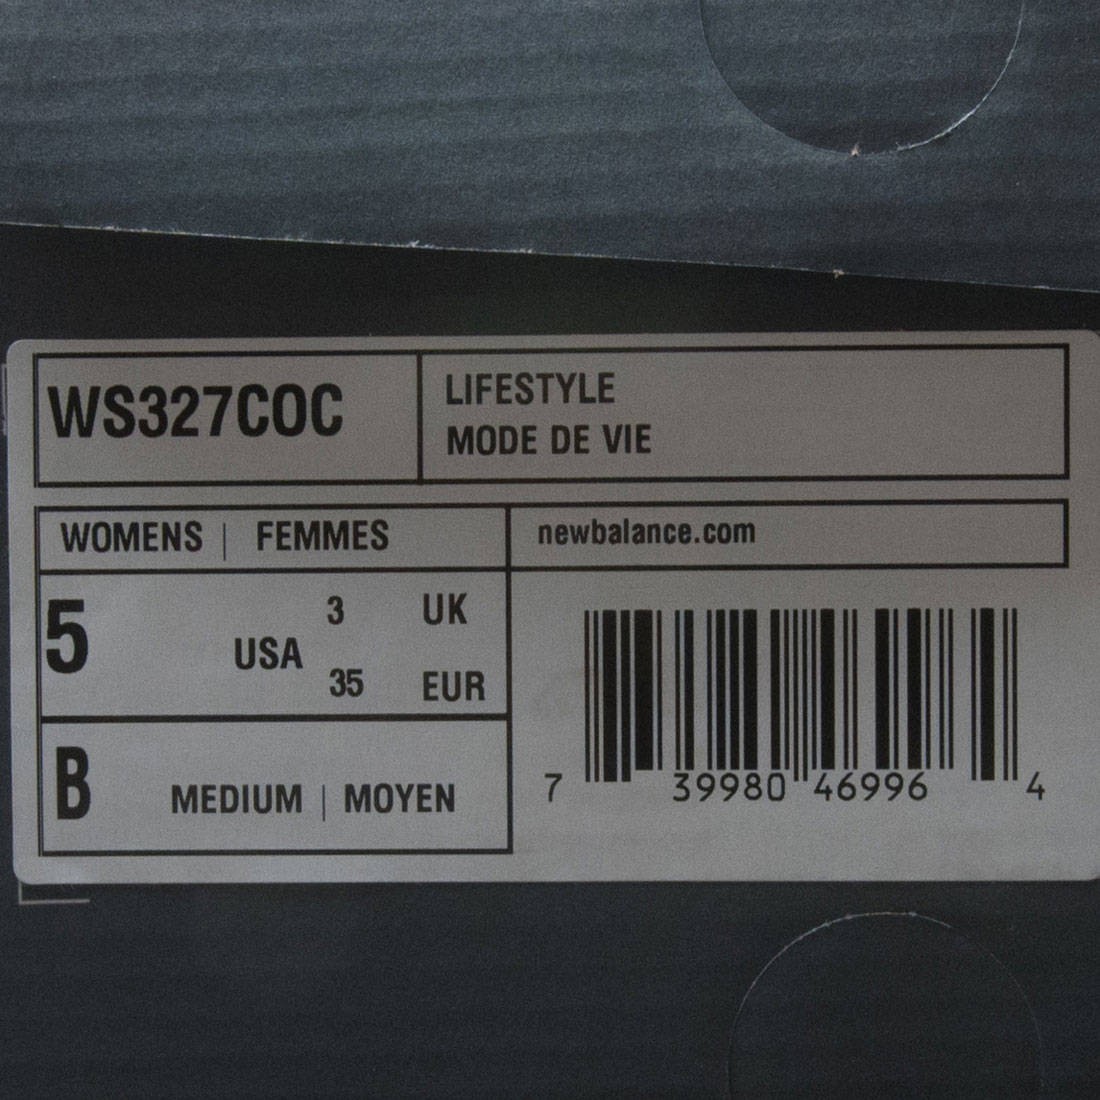 WS327COC
LIFESTYLE
MODE DE VIE
WOMENS | FEMMES
newbalance.com
5 USA
3 UK
35 EUR
B MEDIUM | MOYEN
7 39980 46996 4